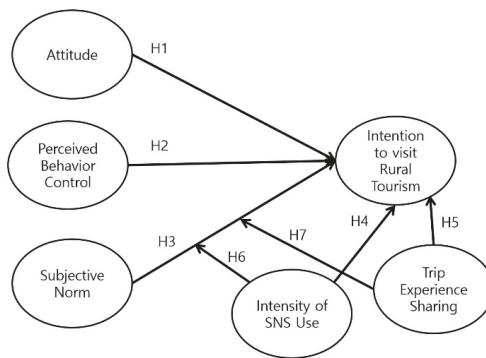 Attitude
H1
Perceived
Behavior
Control
H2
Intention
to visit
Rural
Tourism
Subjective
Norm
H3
H6
H7
H4
H5
Intensity of
SNS Use
Trip
Experience
Sharing